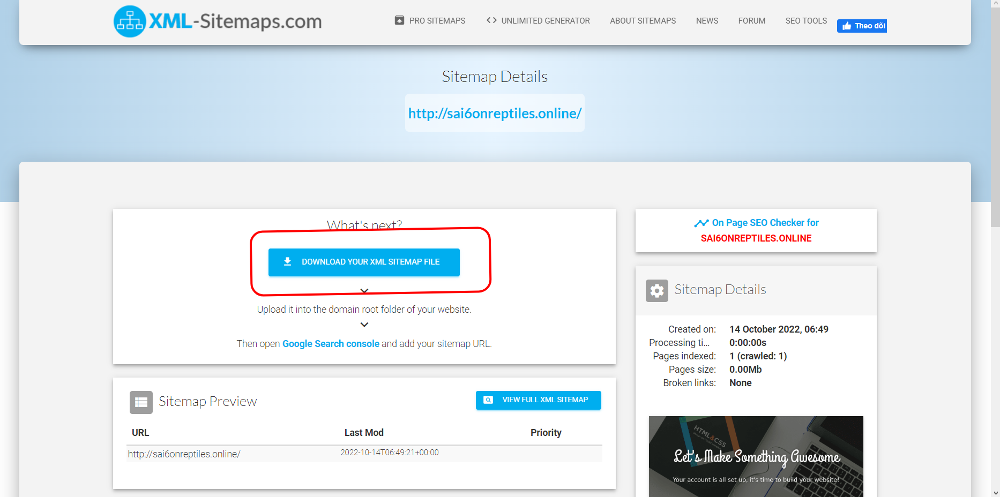 XML-Sitemaps.com
PRO SITEMAPS
UNLIMITED GENERATOR
ABOUT SITEMAPS
NEWS
FORUM
SEO TOOLS
Theo dõi
Sitemap Details
http://sai6onreptiles.online/
What's next?
DOWNLOAD YOUR XML SITEMAP FILE
Upload it into the domain root folder of your website.
Then open Google Search console and add your sitemap URL.
Sitemap Preview
VIEW FULL XML SITEMAP
URL Last Mod Priority
http://sai6onreptiles.online/ 2022-10-14T06:49:21+00:00
On Page SEO Checker for
SAI6ONREPTILES.ONLINE
Sitemap Details
Created on: 14 October 2022, 06:49
Processing ti... 0:00:00s
Pages indexed: 1 (crawled: 1)
Pages size: 0.00Mb
Broken links: None
HTML&CSS
Let's Make Something Awesome
Your account is all set up, it's time to build your website!